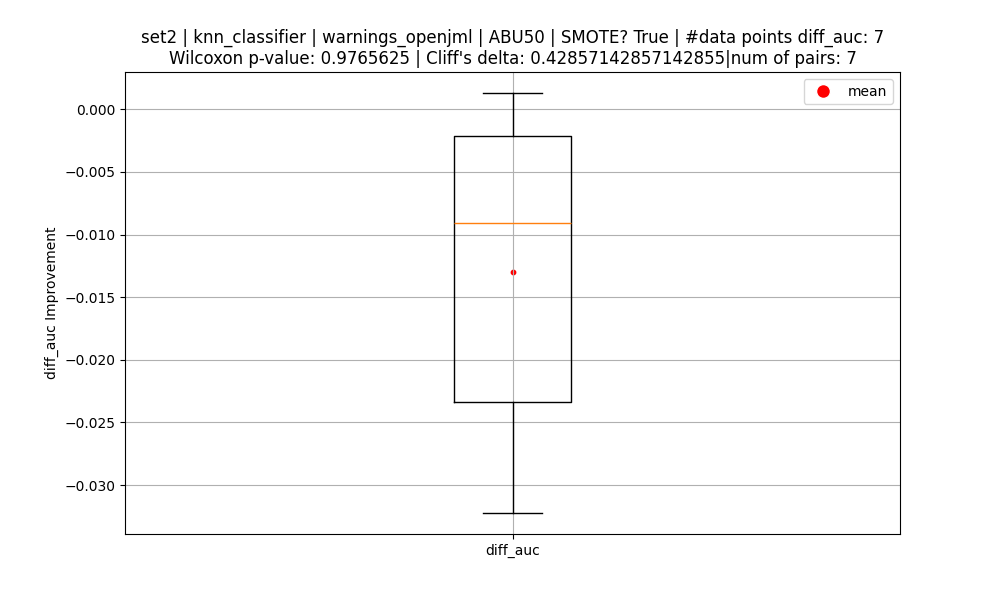 set2 | knn_classifier | warnings_openjml | ABU50 | SMOTE? True | #data points diff_auc: 7
Wilcoxon p-value: 0.9765625 | Cliff's delta: 0.42857142857142855|num of pairs: 7
mean
0.000
−0.005
−0.010
−0.015
−0.020
−0.025
−0.030
diff_auc Improvement
diff_auc